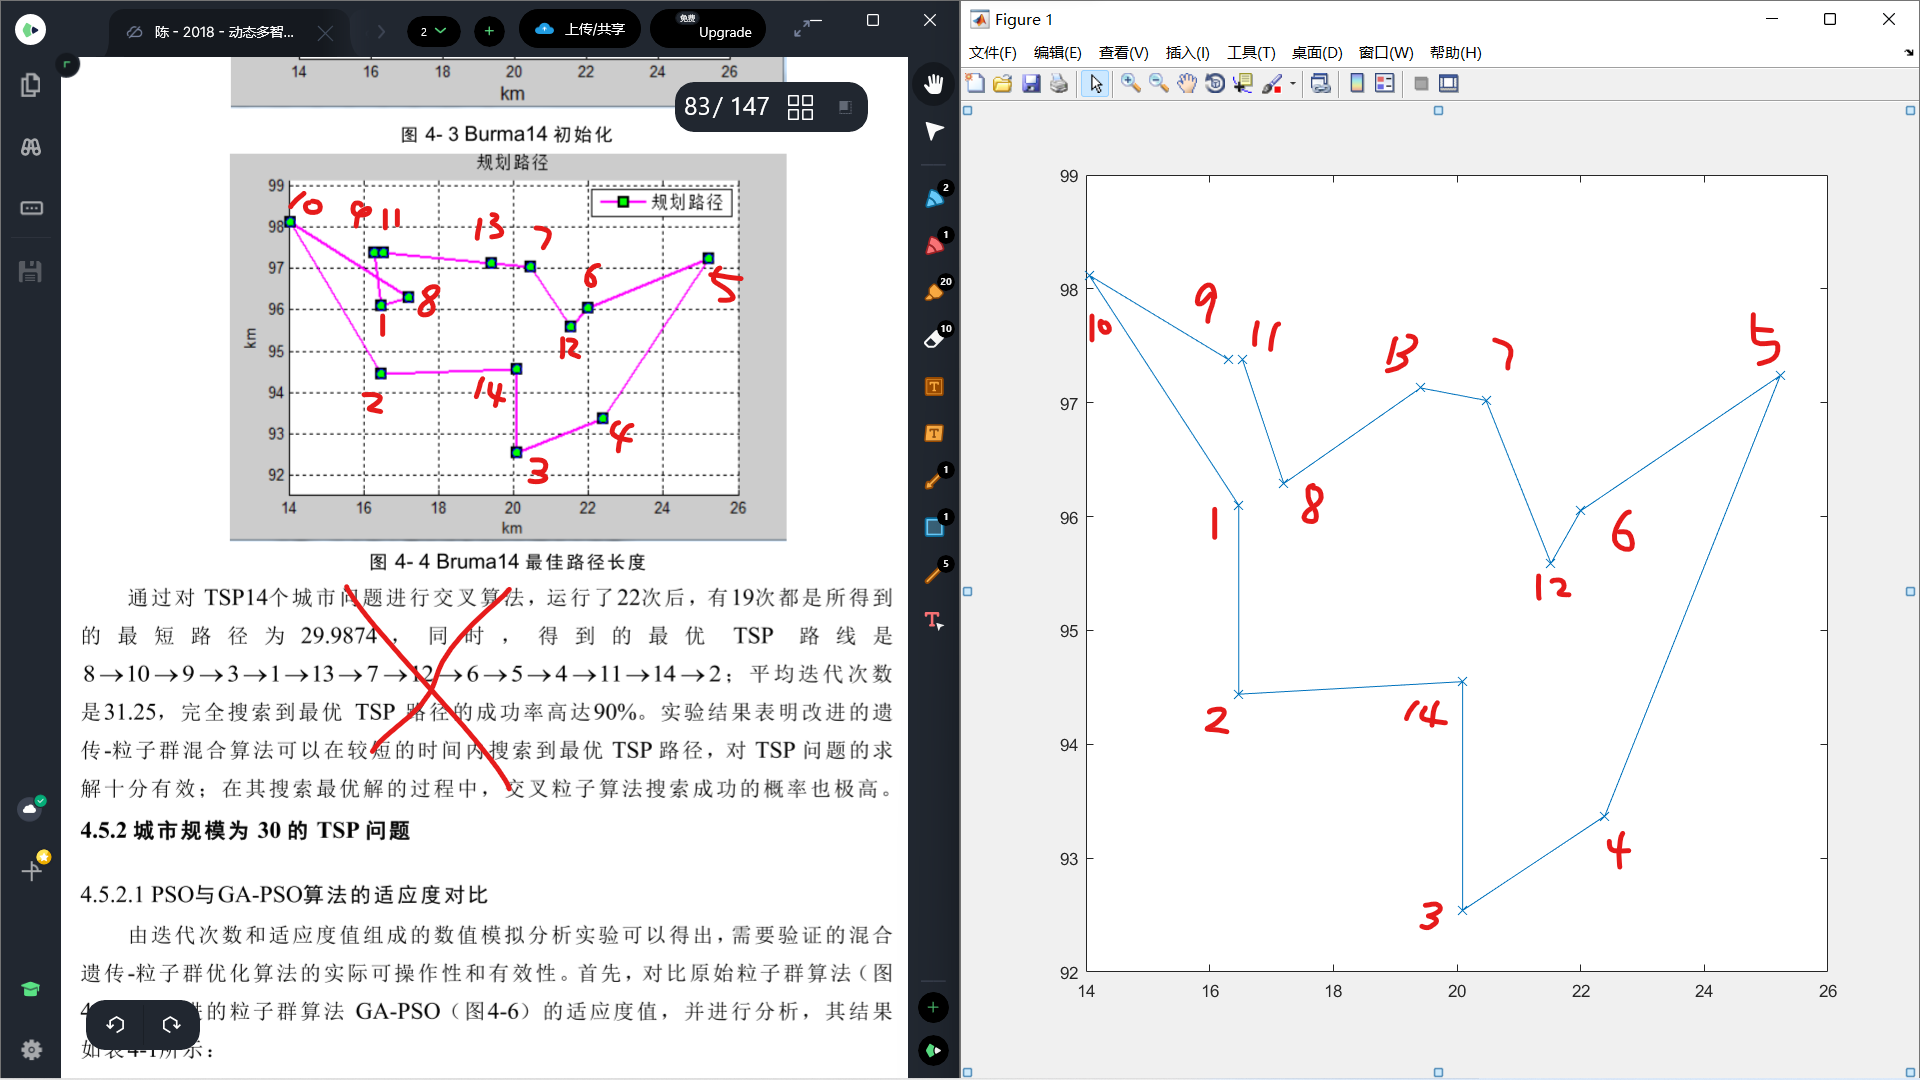 陈 - 2018 - 动态多智...
2
上传/共享
免费
Upgrade
83/ 147
14 16 18 20 22 24 26
km
图 4- 3 Burma14 初始化
规划路径
规划路径
99
98
97
96
95
94
93
92
km
14 16 18 20 22 24 26
km
10 9 11 13 7 6 5
8 1 12
2 14 4 3
图 4- 4 Bruma14 最佳路径长度
通过对 TSP14个城市问题进行交叉算法，运行了22次后，有19次都是所得到
的最短路径为 29.9874，同时，得到的最优 TSP 路线是
8→10→9→3→1→13→7→12→6→5→4→11→14→2；平均迭代次数
是31.25，完全搜索到最优 TSP 路径的成功率高达90%。实验结果表明改进的遗
传-粒子群混合算法可以在较短的时间内搜索到最优 TSP 路径，对 TSP 问题的求
解十分有效；在其搜索最优解的过程中，交叉粒子算法搜索成功的概率也极高。
4.5.2 城市规模为 30 的 TSP 问题
4.5.2.1 PSO与GA-PSO算法的适应度对比
由迭代次数和适应度值组成的数值模拟分析实验可以得出，需要验证的混合
遗传-粒子群优化算法的实际可操作性和有效性。首先，对比原始粒子群算法（图
的粒子群算法 GA-PSO（图4-6）的适应度值，并进行分析，其结果
如表4-1所示：
2
1
20
10
T
T
1
1
5
T
Figure 1
文件(F) 编辑(E) 查看(V) 插入(I) 工具(T) 桌面(D) 窗口(W) 帮助(H)
99
98
97
96
95
94
93
92
14 16 18 20 22 24 26
10 9 11 13 7 5
1 8 12 6
2 14 4
3